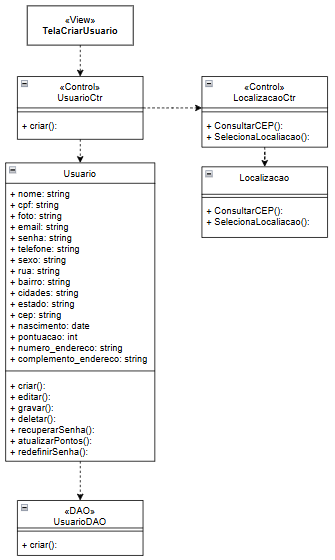 «View»
TelaCriarUsuario
«Control»
UsuarioCtr
+ criar():
«Control»
LocalizacaoCtr
+ ConsultarCEP():
+ SelecionaLocaliacao():
Usuario
+ nome: string
+ cpf: string
+ foto: string
+ email: string
+ senha: string
+ telefone: string
+ sexo: string
+ rua: string
+ bairro: string
+ cidades: string
+ estado: string
+ cep: string
+ nascimento: date
+ pontuacao: int
+ numero_endereco: string
+ complemento_endereco: string
+ criar():
+ editar():
+ gravar():
+ deletar():
+ recuperarSenha():
+ atualizarPontos():
+ redefinirSenha():
Localizacao
+ ConsultarCEP():
+ SelecionaLocaliacao():
«DAO»
UsuarioDAO
+ criar():